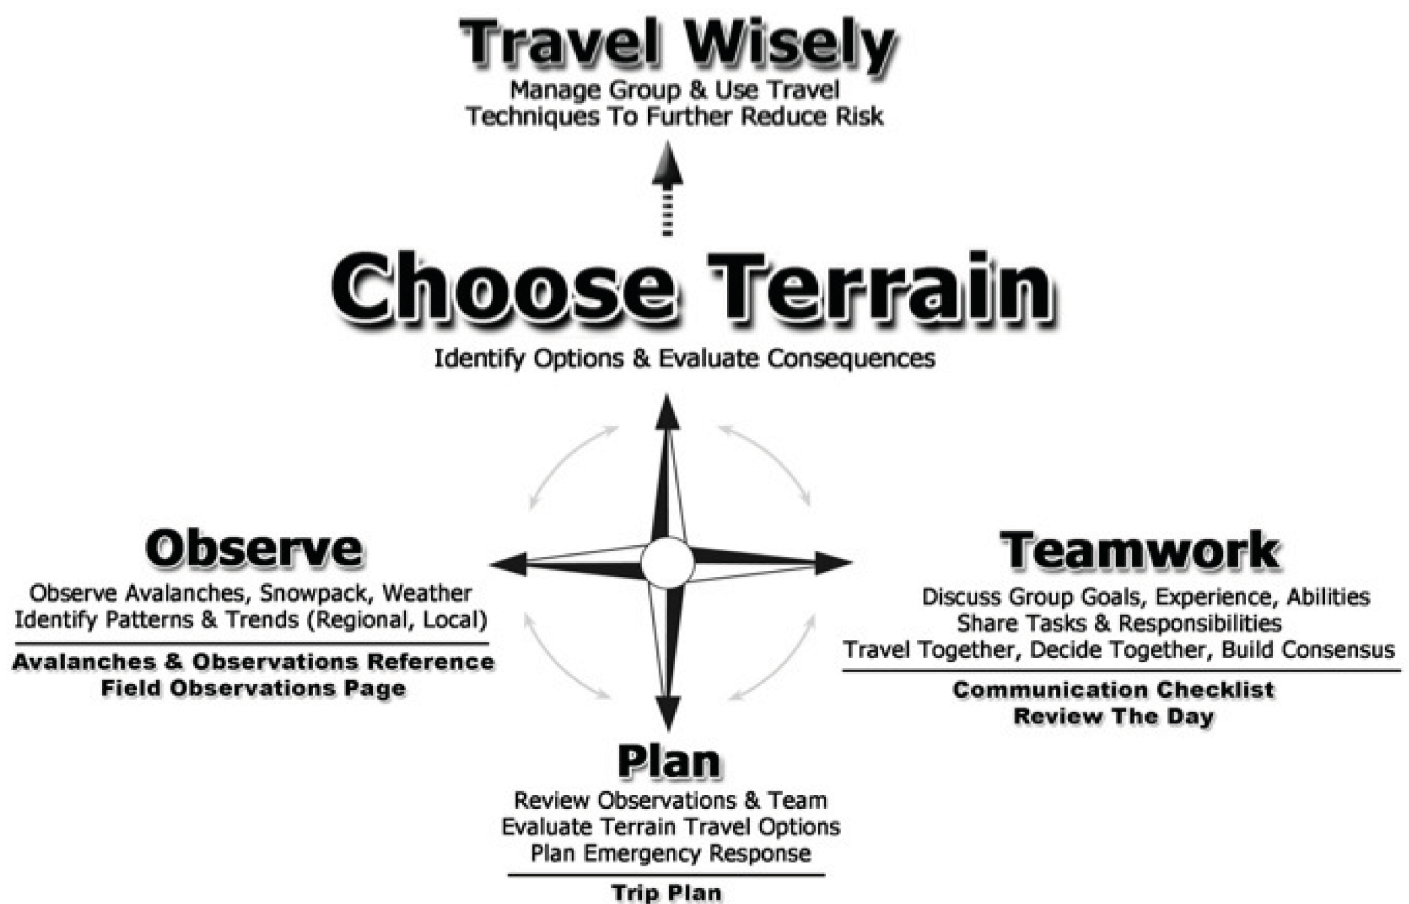 Travel Wisely
Manage Group & Use Travel
Techniques To Further Reduce Risk
Choose Terrain
Identify Options & Evaluate Consequences
Observe
Observe Avalanches, Snowpack, Weather
Identify Patterns & Trends (Regional, Local)
Avalanches & Observations Reference
Field Observations Page
Teamwork
Discuss Group Goals, Experience, Abilities
Share Tasks & Responsibilities
Travel Together, Decide Together, Build Consensus
Communication Checklist
Review The Day
Plan
Review Observations & Team
Evaluate Terrain Travel Options
Plan Emergency Response
Trip Plan